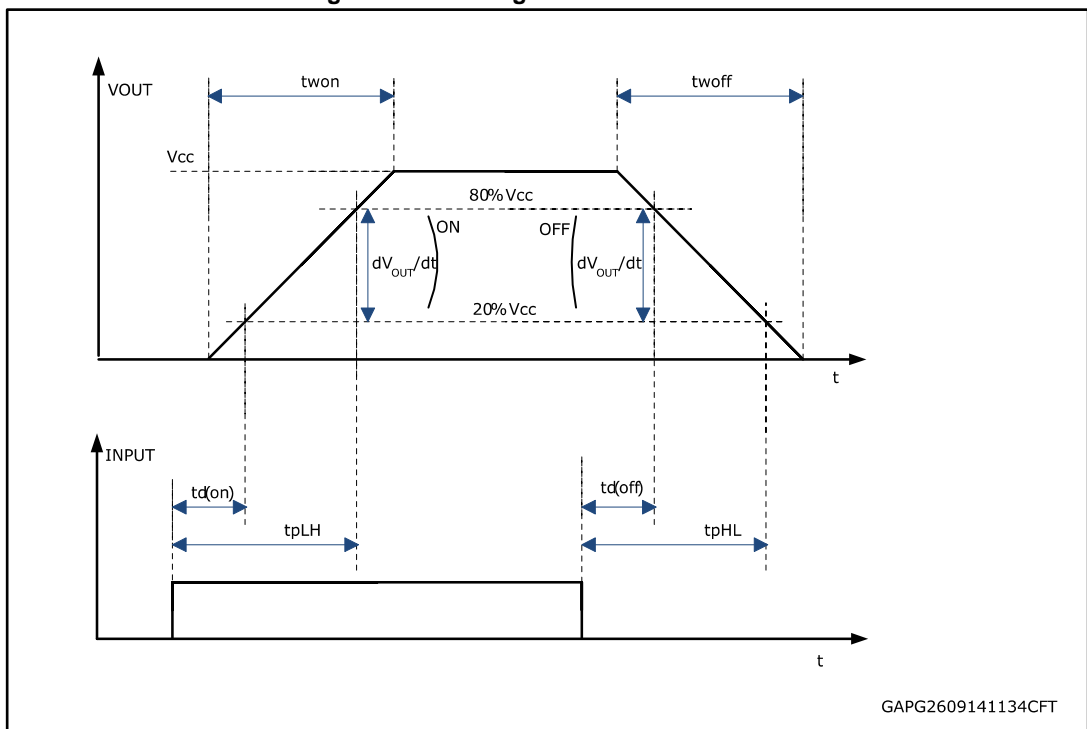 twon
twoff
VOUT
Vcc
80% Vcc
ON
OFF
dVOUT/dt
dVOUT/dt
20% Vcc
t
INPUT
td(on)
td(off)
tpLH
tpHL
t
GAPG2609141134CFT